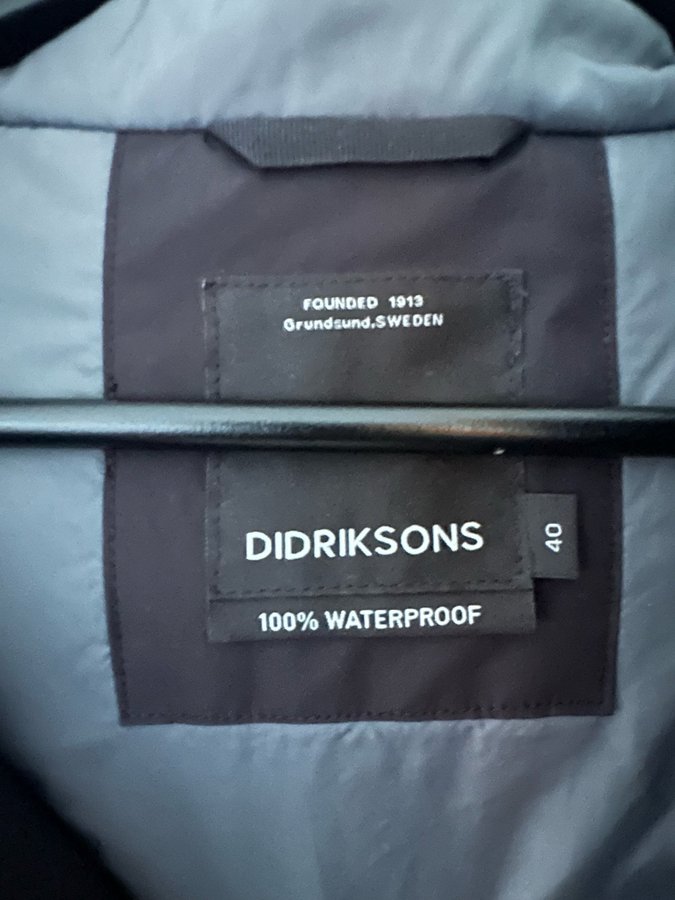 FOUNDED 1913
Grundsund,SWEDEN
DIDRIKSONS
40
100% WATERPROOF